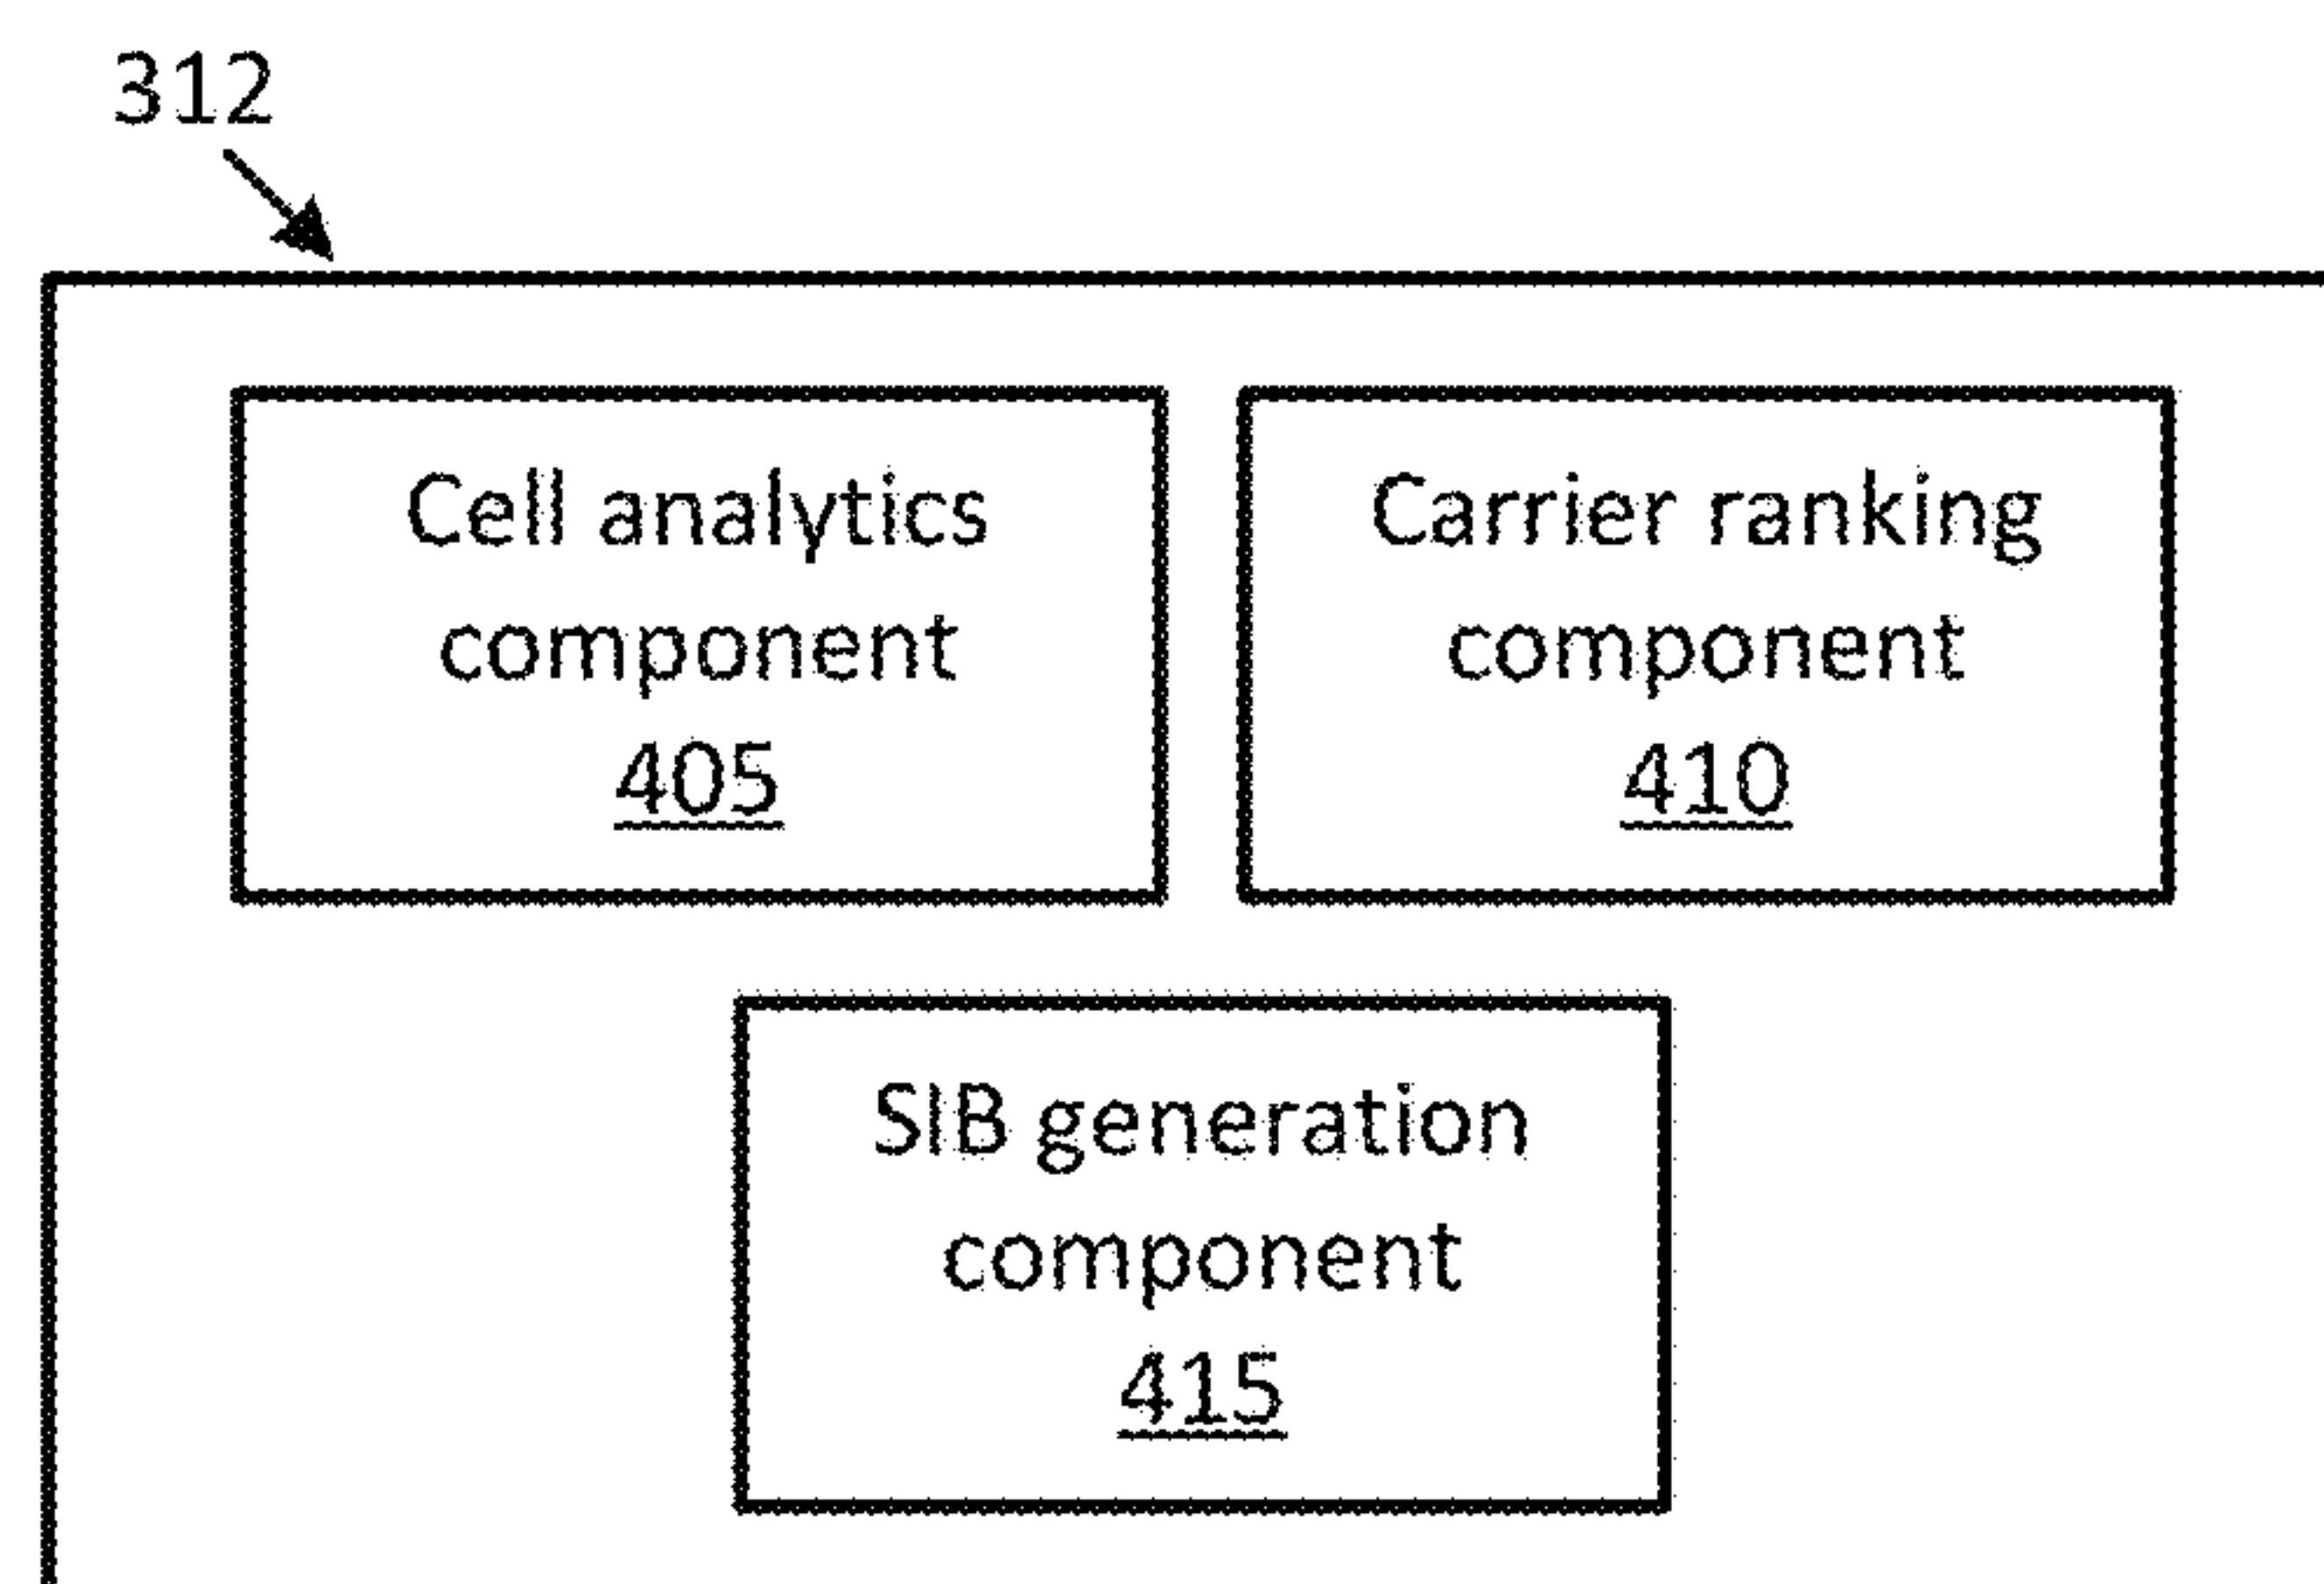 312
Cell analytics
component
405
Carrier ranking
component
410
SIB generation
component
415